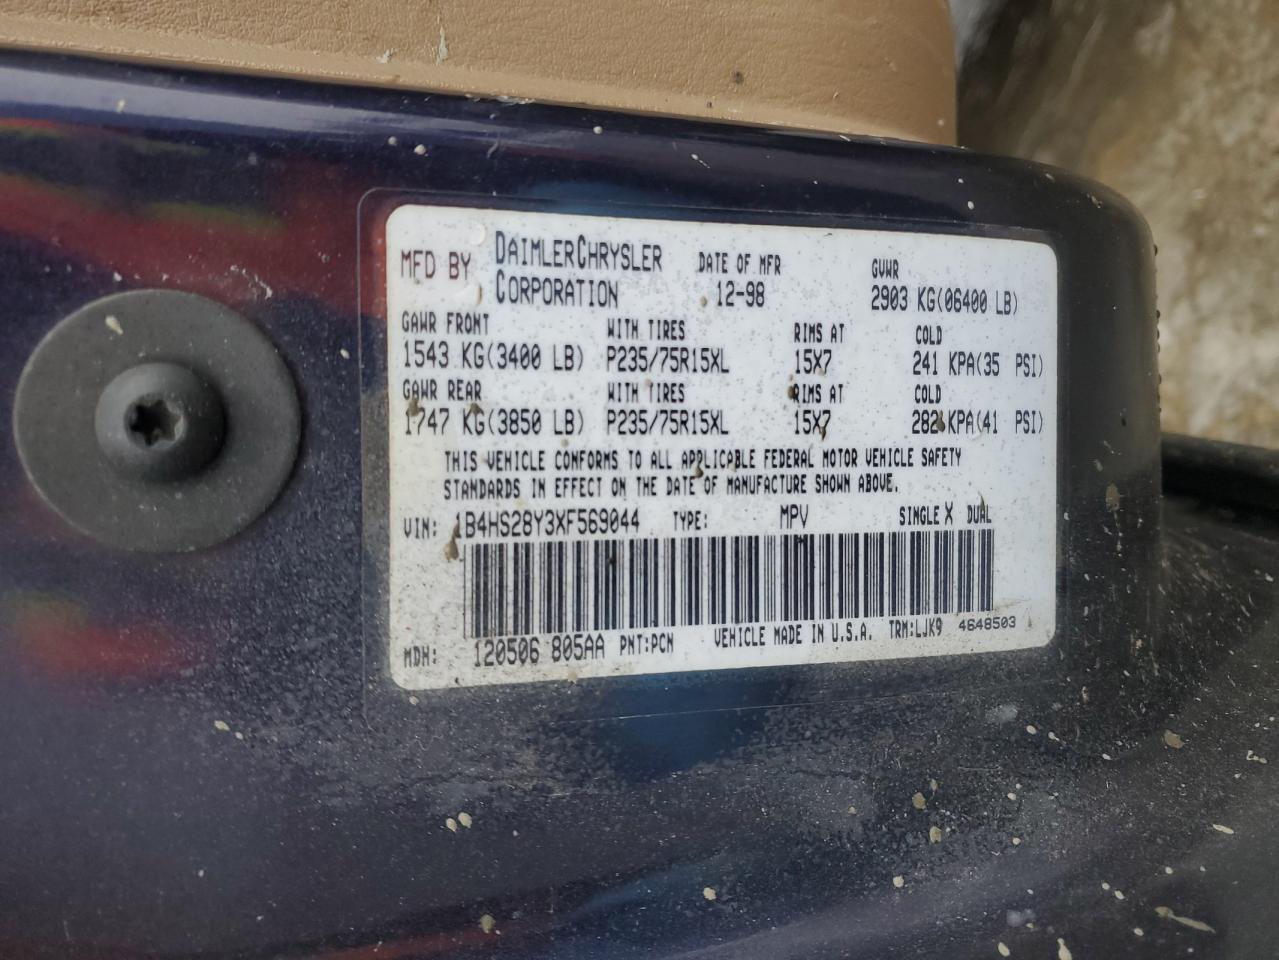 MFD BY DAIMLERCHRYSLER CORPORATION DATE OF MFR 12-98 GVWR 2903 KG(06400 LB)
GAWR FRONT WITH TIRES RIMS AT COLD
1543 KG(3400 LB) P235/75R15XL 15X7 241 KPA(35 PSI)
GAWR REAR WITH TIRES RIMS AT COLD
1747 KG(3850 LB) P235/75R15XL 15X7 282 KPA(41 PSI)
THIS VEHICLE CONFORMS TO ALL APPLICABLE FEDERAL MOTOR VEHICLE SAFETY
STANDARDS IN EFFECT ON THE DATE OF MANUFACTURE SHOWN ABOVE.
VIN: 1B4HS28Y3XF569044 TYPE: MPV SINGLE X DUAL
MDH: 120506 805AA PNT:PCN VEHICLE MADE IN U.S.A. TRM:LJK9 4648503